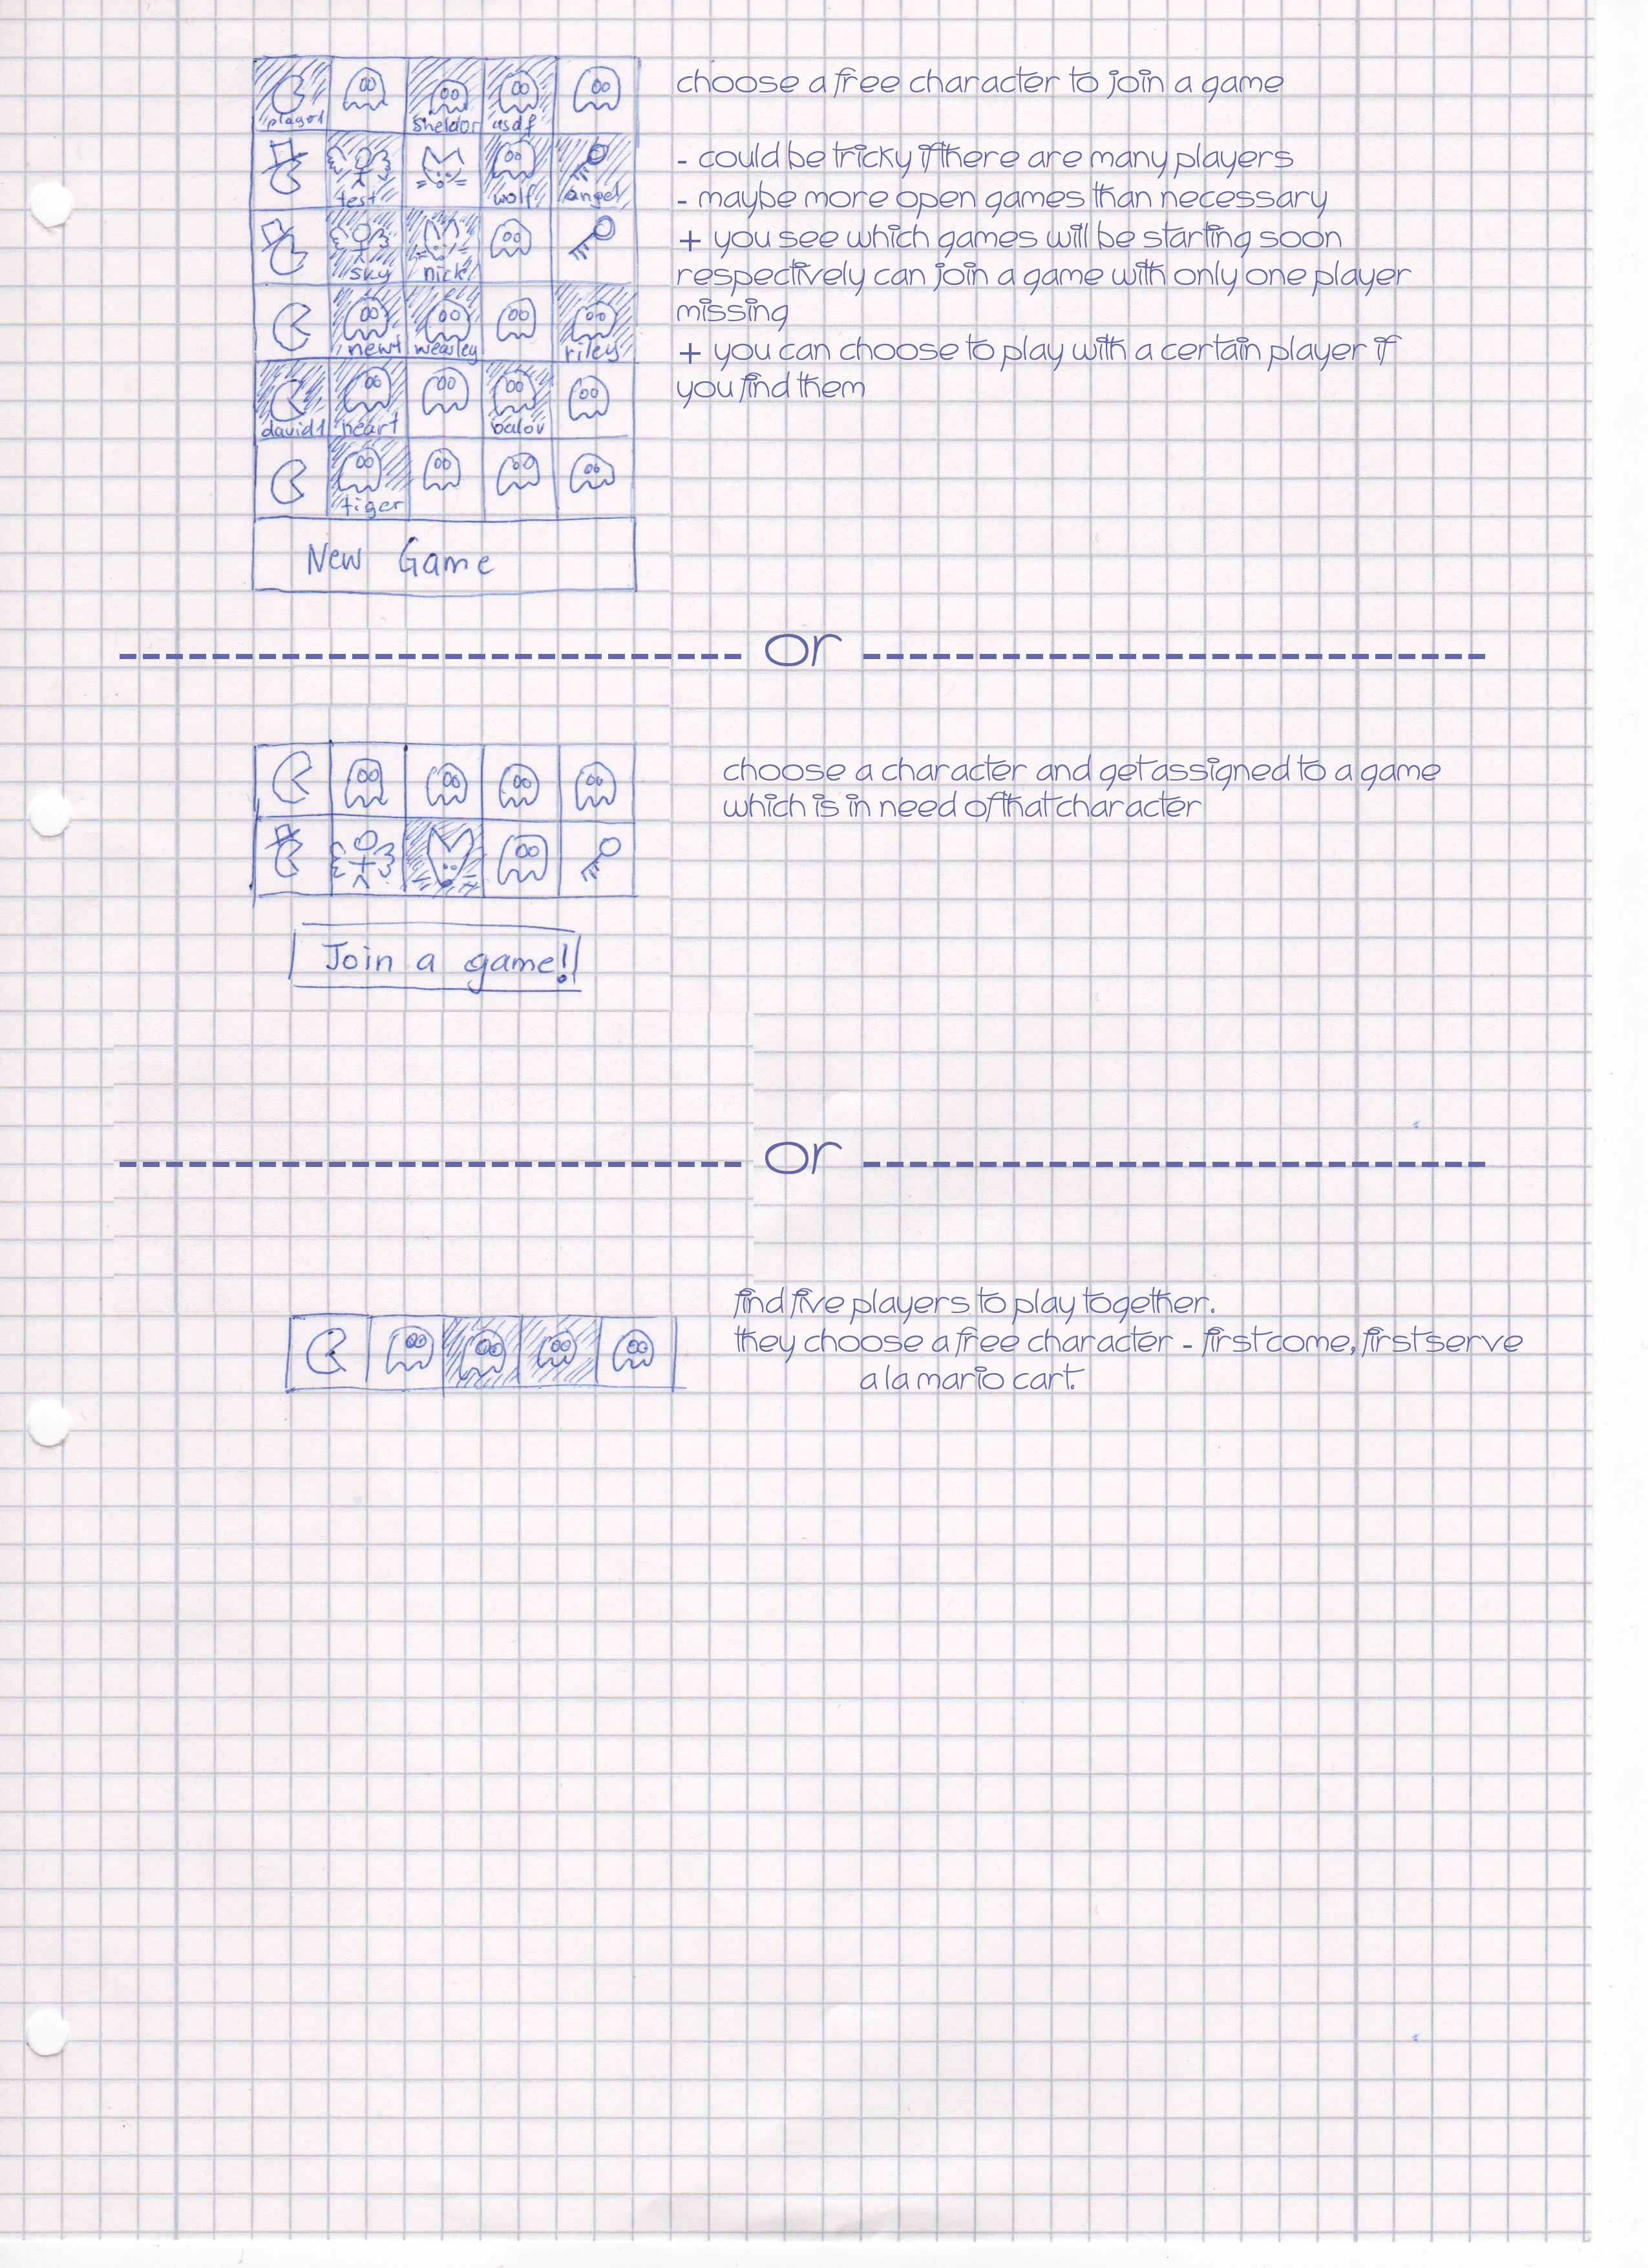 choose a free character to join a game
- could be tricky if there are many players
- maybe more open games than necessary
+ you see which games will be starting soon
respectively can join a game with only one player
missing
+ you can choose to play with a certain player if
you find them
sheldor asdf
test wolf angel
sky nick
newt weasley riley
david1 heart
tiger
New Game
or
choose a character and get assigned to a game
which is in need of that character
Join a game!
or
find five players to play together.
they choose a free character - first come, first serve
a la mario cart.